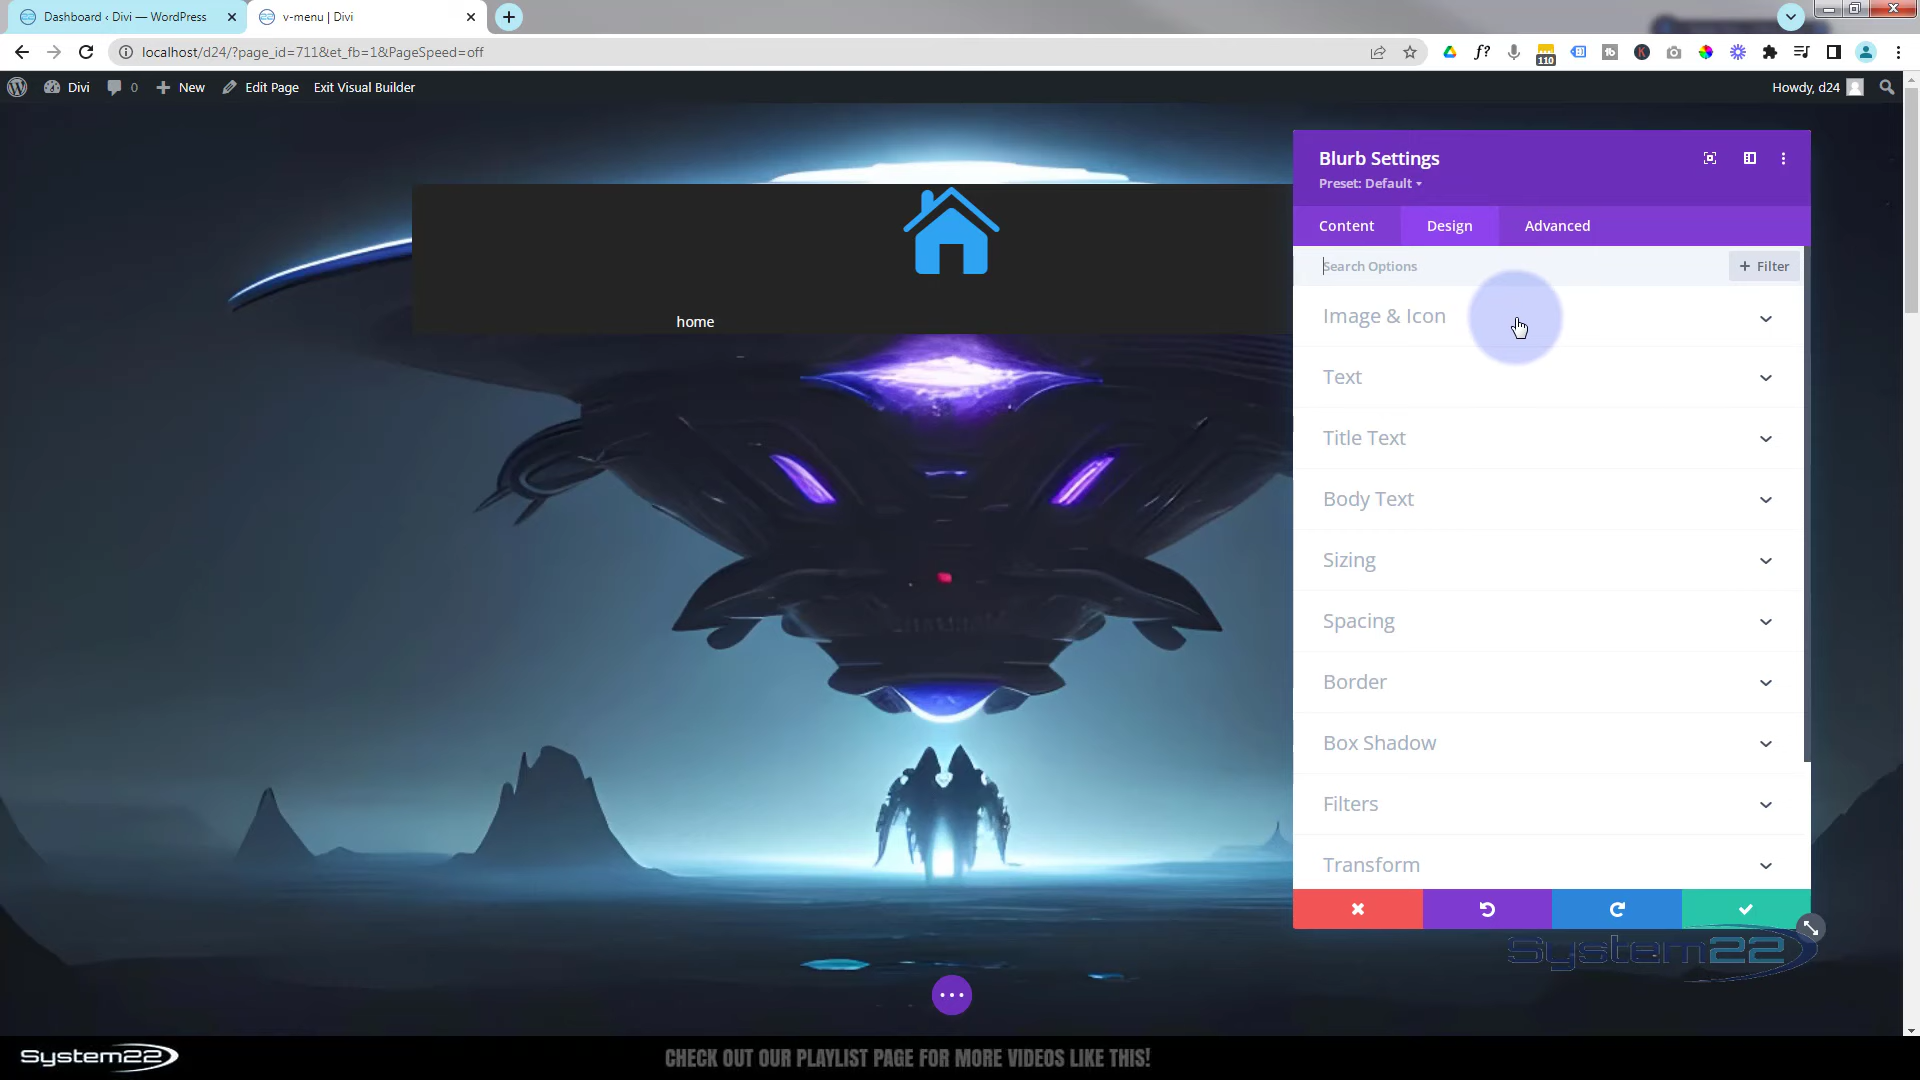 Dashboard ‹ Divi — WordPress
v-menu | Divi
localhost/d24/?page_id=711&et_fb=1&PageSpeed=off
f?
110
Divi
0
New
Edit Page
Exit Visual Builder
Howdy, d24
Blurb Settings
Preset: Default
Content
Design
Advanced
Search Options
+ Filter
home
Image & Icon
Text
Title Text
Body Text
Sizing
Spacing
Border
Box Shadow
Filters
Transform
System22
System22
CHECK OUT OUR PLAYLIST PAGE FOR MORE VIDEOS LIKE THIS!